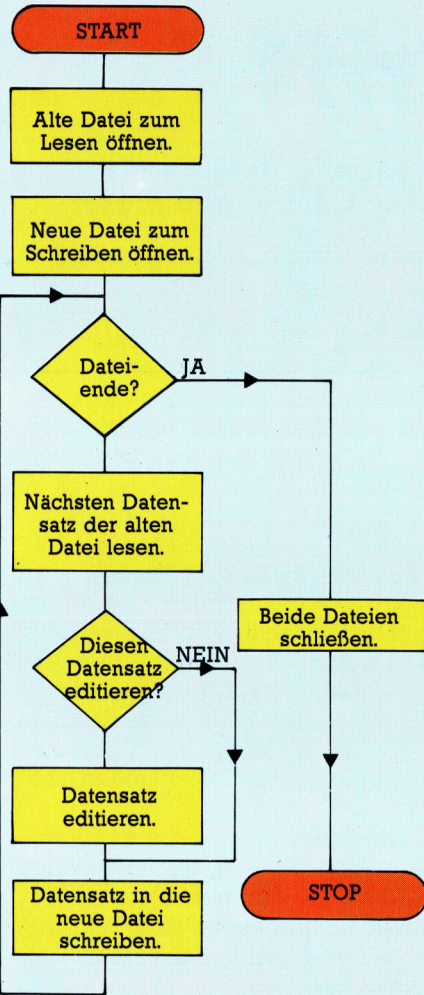 START
Alte Datei zum
Lesen öffnen.
Neue Datei zum
Schreiben öffnen.
Datei-
ende?
JA
Nächsten Daten-
satz der alten
Datei lesen.
Diesen
Datensatz
editieren?
NEIN
Beide Dateien
schließen.
Datensatz
editieren.
STOP
Datensatz in die
neue Datei
schreiben.